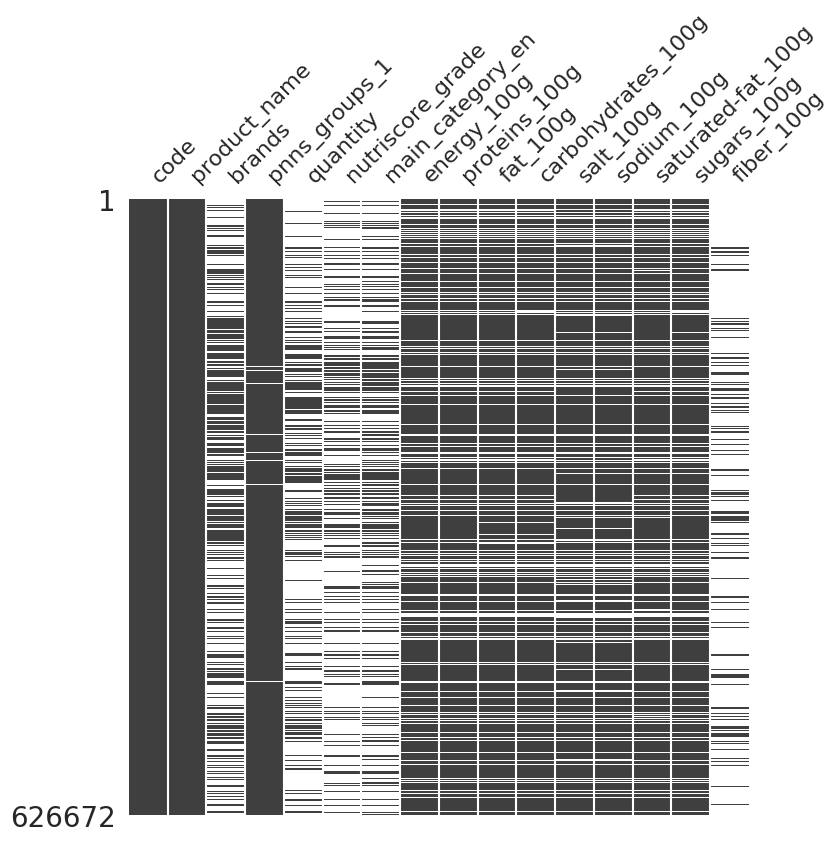 code
product_name
brands
pnns_groups_1
quantity
nutriscore_grade
main_category_en
energy_100g
proteins_100g
fat_100g
carbohydrates_100g
salt_100g
sodium_100g
saturated-fat_100g
sugars_100g
fiber_100g
1
626672